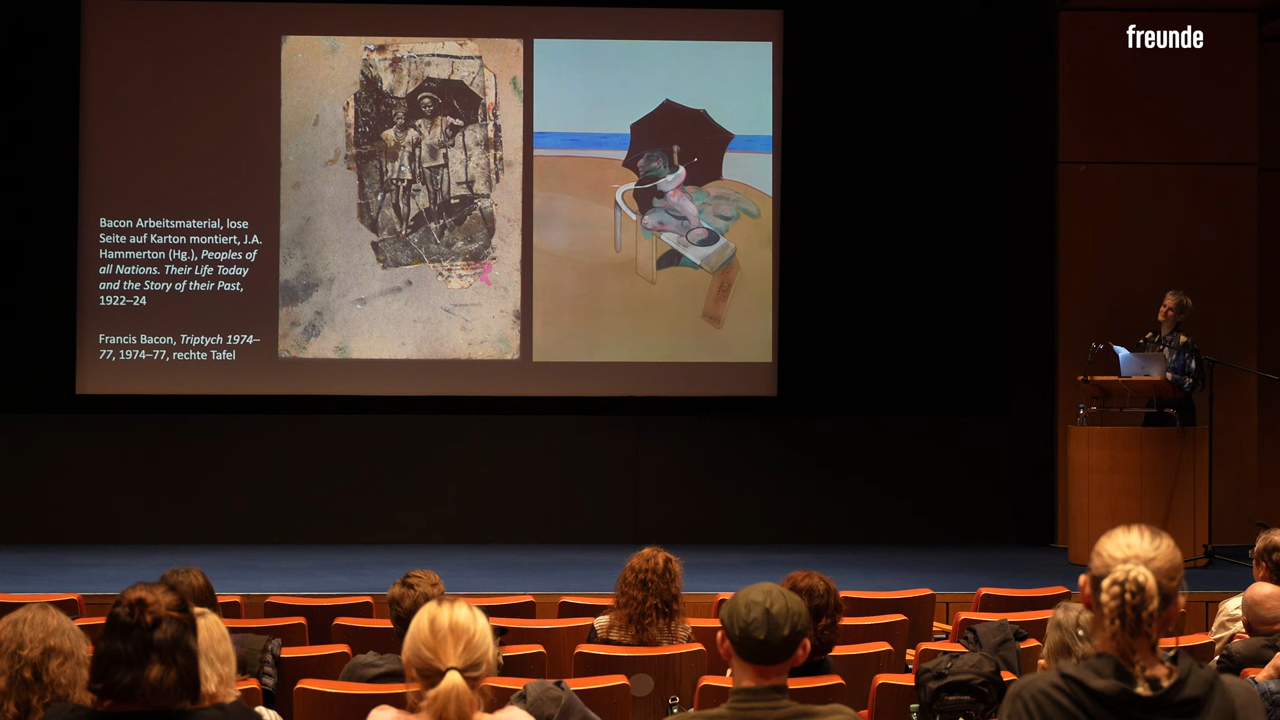 freunde
Bacon Arbeitsmaterial, lose
Seite auf Karton montiert, J.A.
Hammerton (Hg.), Peoples of
all Nations. Their Life Today
and the Story of their Past,
1922–24
Francis Bacon, Triptych 1974–
77, 1974–77, rechte Tafel